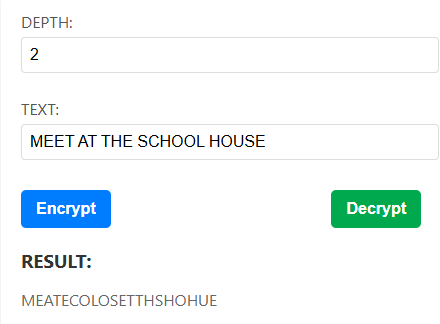 DEPTH:
2
TEXT:
MEET AT THE SCHOOL HOUSE
Encrypt Decrypt
RESULT:
MEATECOLOSETTHSHOHUE